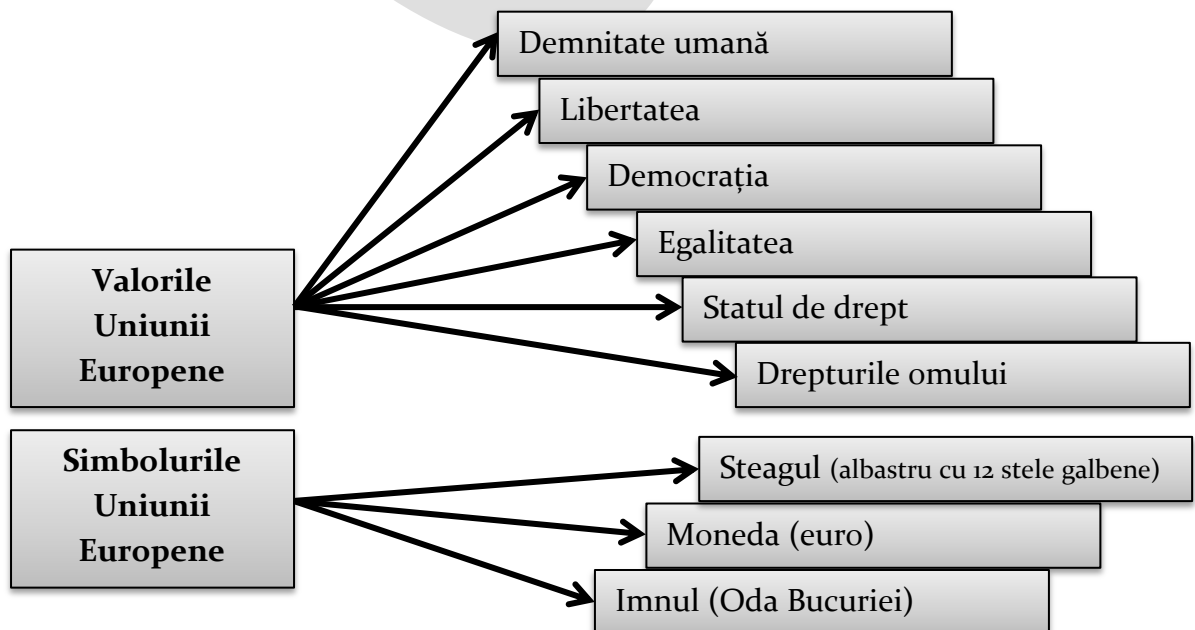 Demnitate umană
Libertatea
Democrația
Egalitatea
Statul de drept
Drepturile omului
Valorile
Uniunii
Europene
Simbolurile
Uniunii
Europene
Steagul (albastru cu 12 stele galbene)
Moneda (euro)
Imnul (Oda Bucuriei)